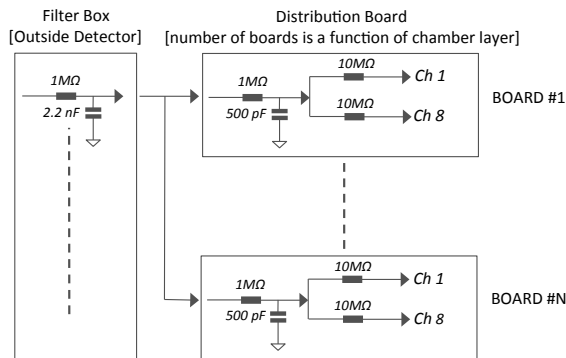 Filter Box
[Outside Detector]
Distribution Board
[number of boards is a function of chamber layer]
1MΩ
2.2 nF
1MΩ
500 pF
10MΩ
Ch 1
10MΩ
Ch 8
BOARD #1
1MΩ
500 pF
10MΩ
Ch 1
10MΩ
Ch 8
BOARD #N